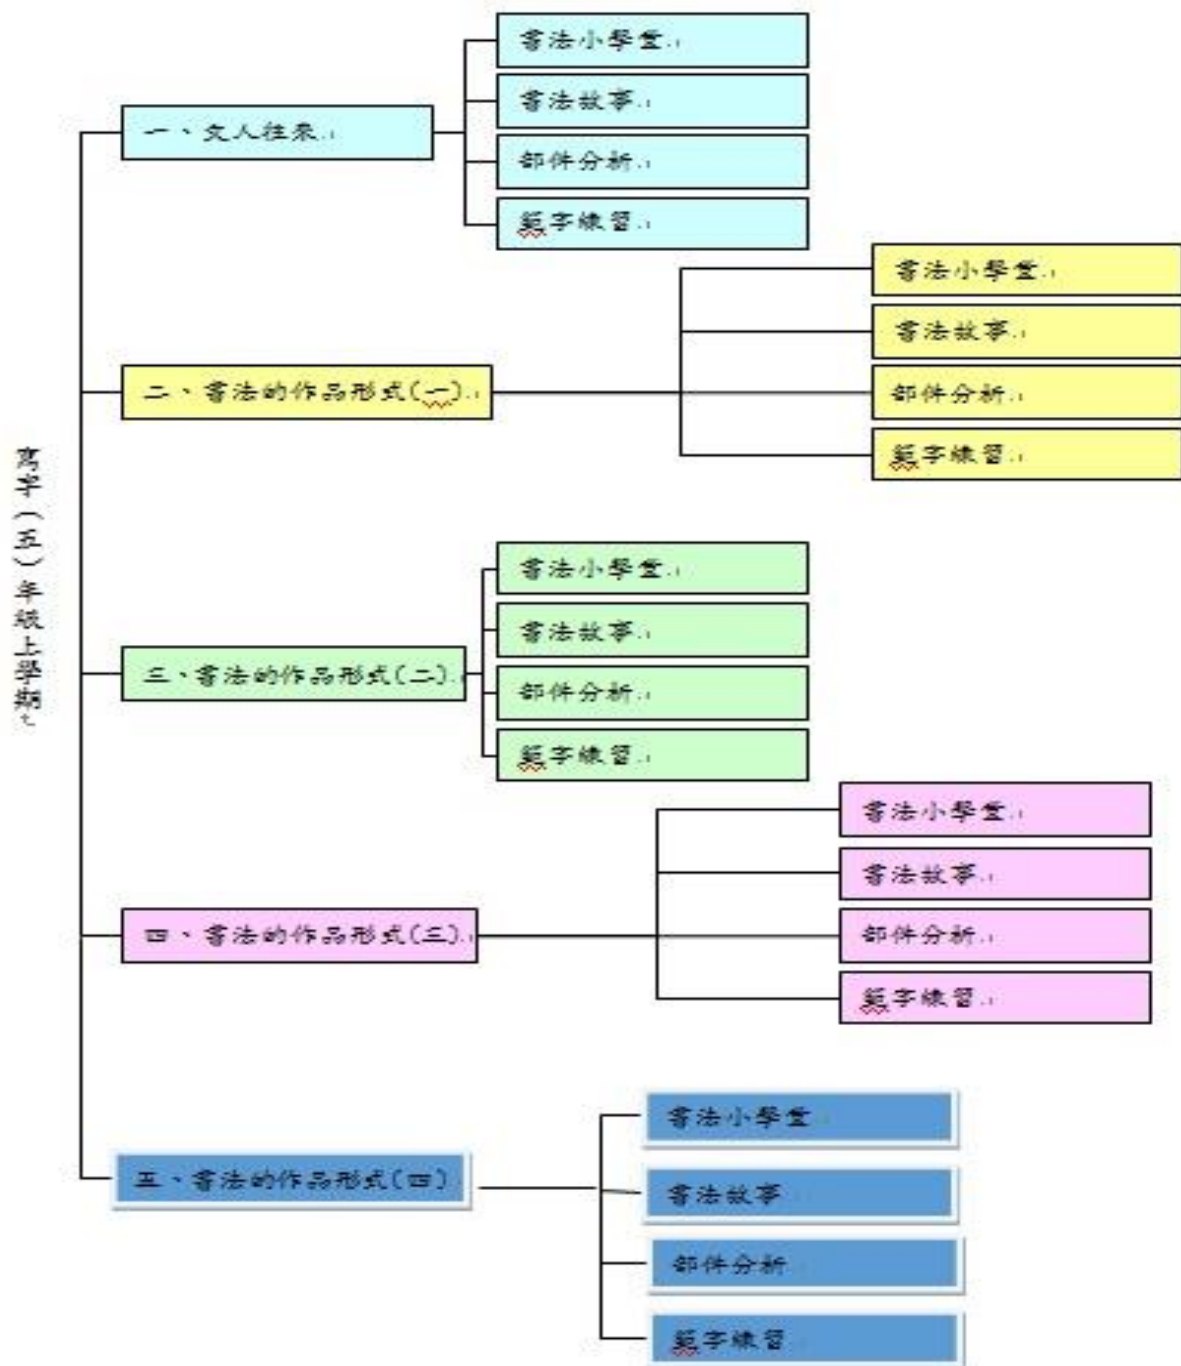 寫字(五)年級上學期
一、文人往來
書法小學堂
書法故事
部件分析
範字練習
二、書法的作品形式(一)
書法小學堂
書法故事
部件分析
範字練習
三、書法的作品形式(二)
書法小學堂
書法故事
部件分析
範字練習
四、書法的作品形式(三)
書法小學堂
書法故事
部件分析
範字練習
五、書法的作品形式(四)
書法小學堂
書法故事
部件分析
範字練習